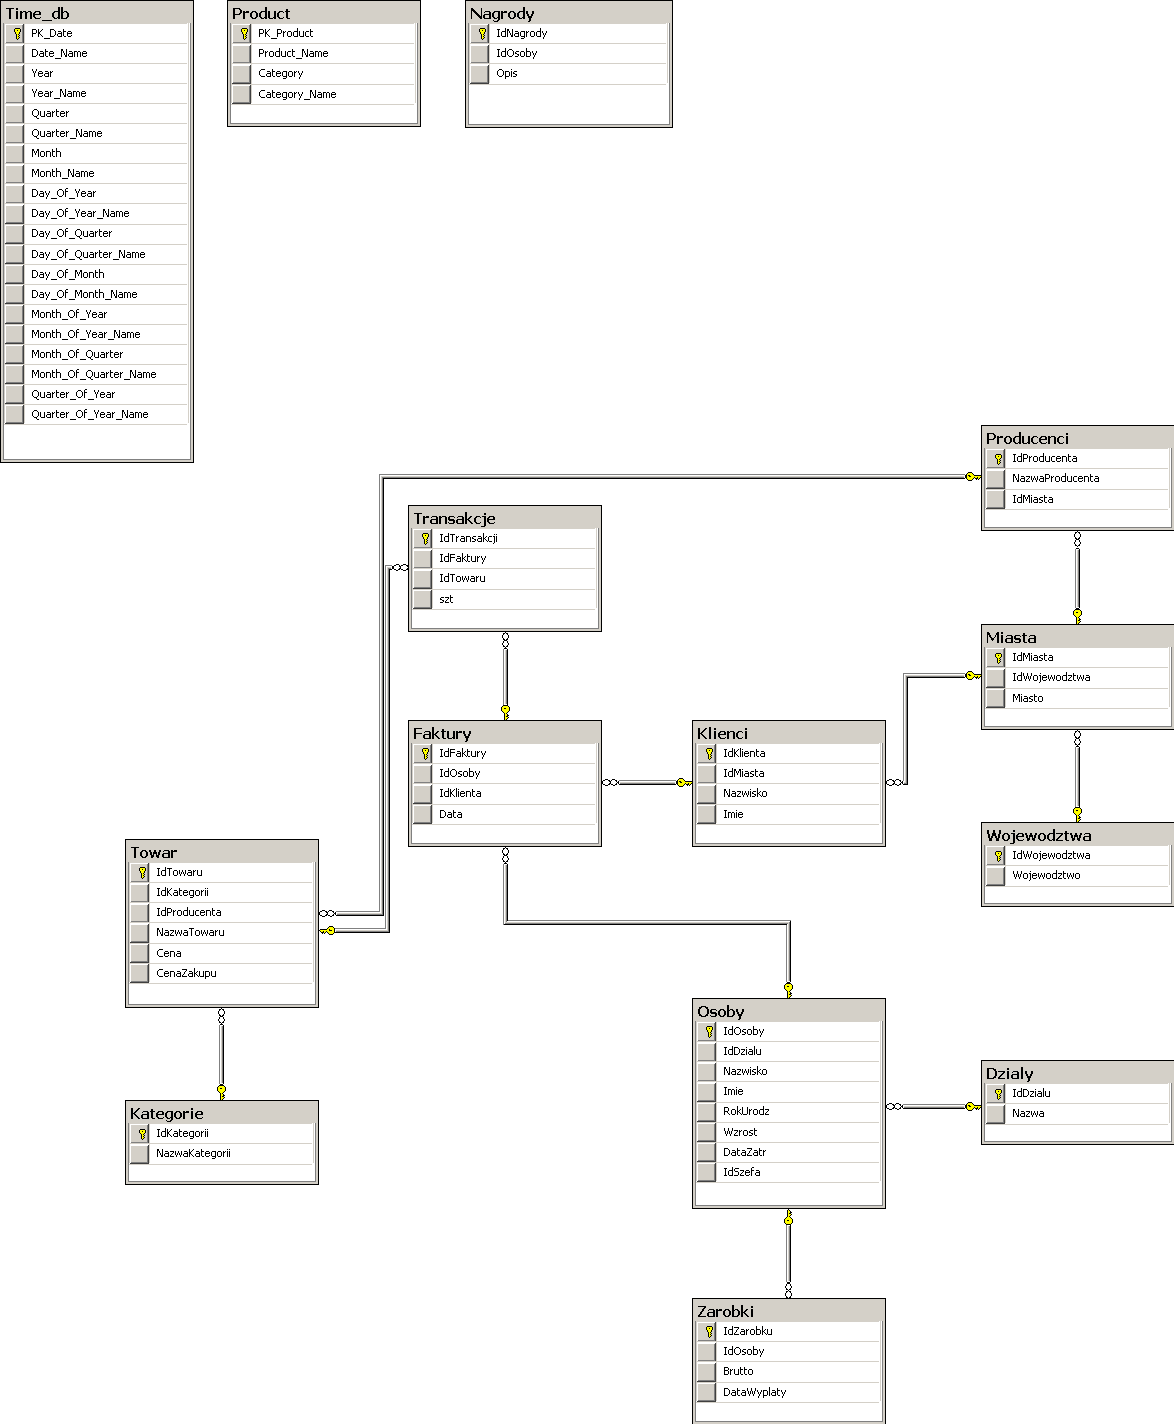 Time_db
PK_Date
Date_Name
Year
Year_Name
Quarter
Quarter_Name
Month
Month_Name
Day_Of_Year
Day_Of_Year_Name
Day_Of_Quarter
Day_Of_Quarter_Name
Day_Of_Month
Day_Of_Month_Name
Month_Of_Year
Month_Of_Year_Name
Month_Of_Quarter
Month_Of_Quarter_Name
Quarter_Of_Year
Quarter_Of_Year_Name
Product
PK_Product
Product_Name
Category
Category_Name
Nagrody
IdNagrody
IdOsoby
Opis
Producenci
IdProducenta
NazwaProducenta
IdMiasta
Transakcje
IdTransakcji
IdFaktury
IdTowaru
szt
Miasta
IdMiasta
IdWojewodztwa
Miasto
Faktury
IdFaktury
IdOsoby
IdKlienta
Data
Klienci
IdKlienta
IdMiasta
Nazwisko
Imie
Wojewodztwa
IdWojewodztwa
Wojewodztwo
Towar
IdTowaru
IdKategorii
IdProducenta
NazwaTowaru
Cena
CenaZakupu
Osoby
IdOsoby
IdDzialu
Nazwisko
Imie
RokUrodz
Wzrost
DataZatr
IdSzefa
Dzialy
IdDzialu
Nazwa
Kategorie
IdKategorii
NazwaKategorii
Zarobki
IdZarobku
IdOsoby
Brutto
DataWyplaty